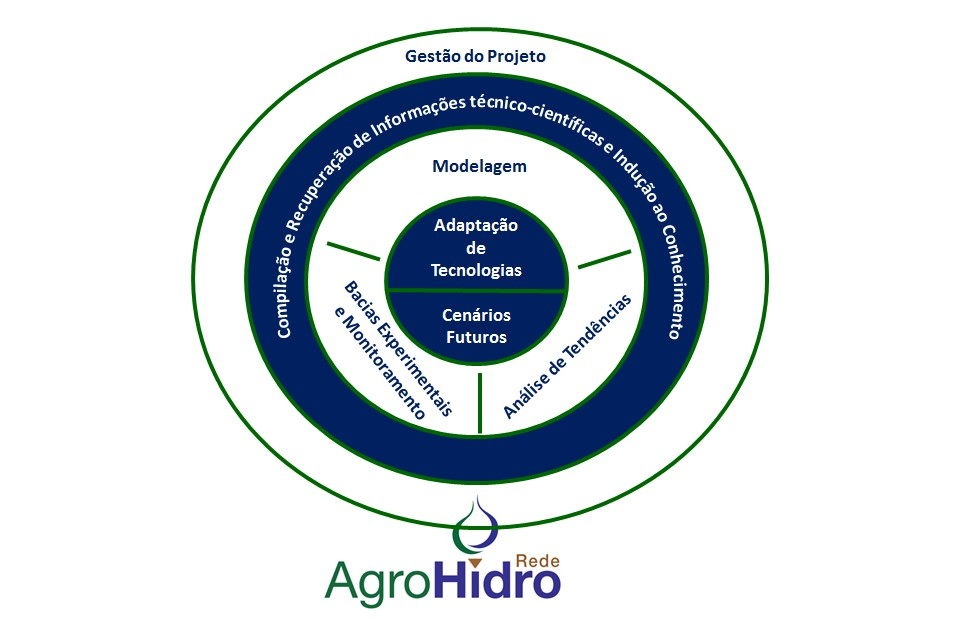 Gestão do Projeto
Compilação e Recuperação de Informações técnico-científicas e Indução ao Conhecimento
Modelagem
Adaptação
de
Tecnologias
Cenários
Futuros
Bacias Experimentais
e Monitoramento
Análise de Tendências
Rede
AgroHidro